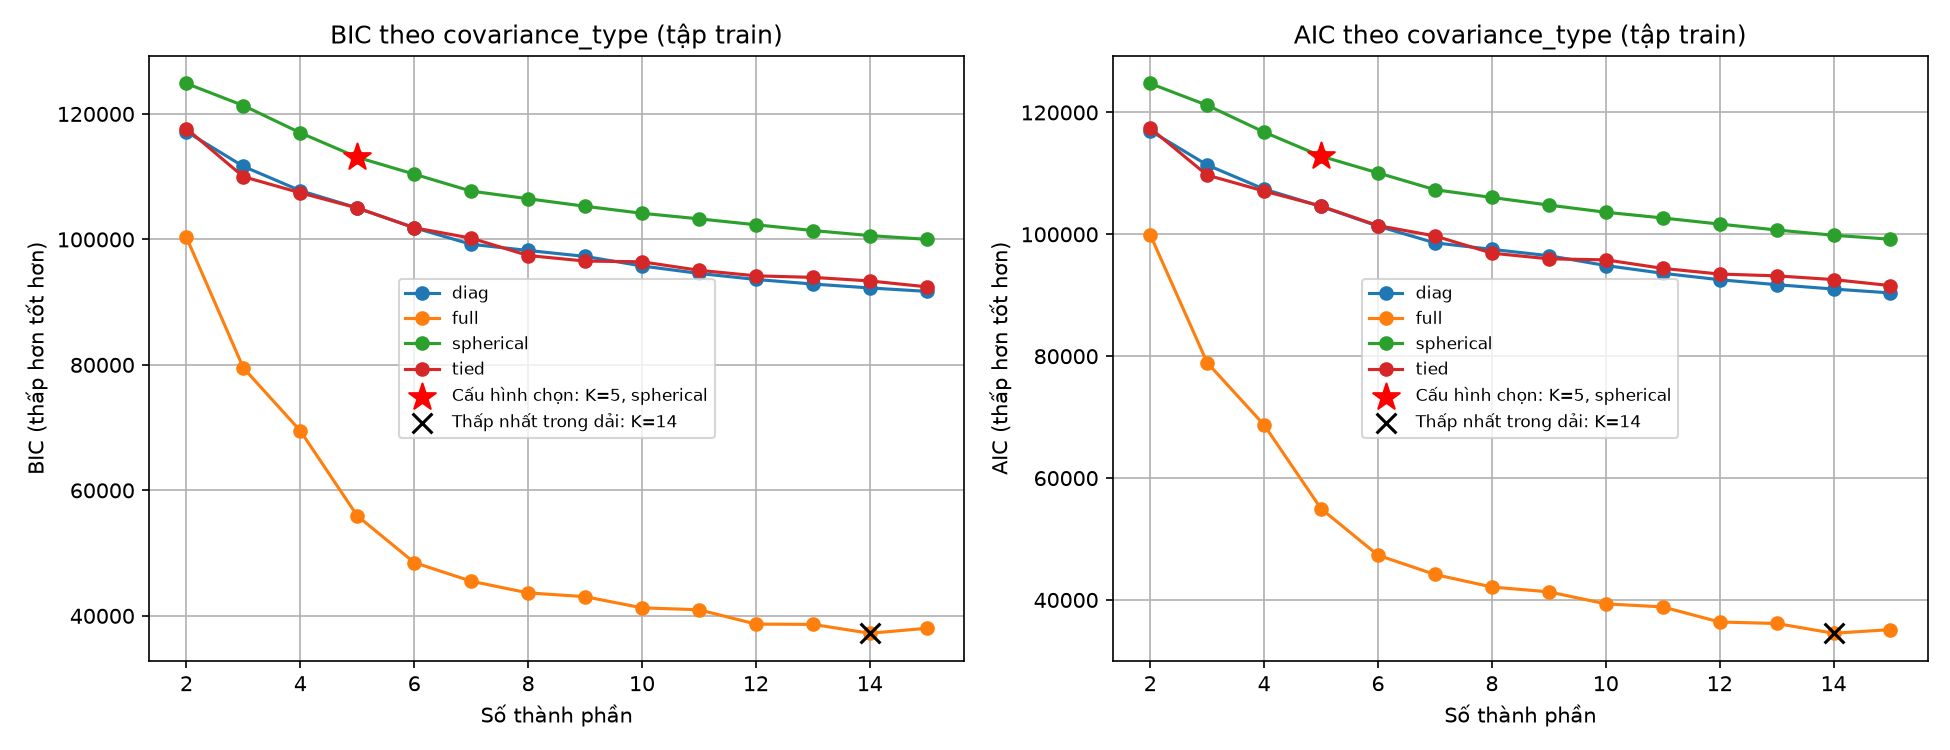 BIC theo covariance_type (tập train)
120000
100000
80000
60000
40000
BIC (thấp hơn tốt hơn)
diag
full
spherical
tied
Cấu hình chọn: K=5, spherical
Thấp nhất trong dải: K=14
2 4 6 8 10 12 14
Số thành phần
AIC theo covariance_type (tập train)
120000
100000
80000
60000
40000
AIC (thấp hơn tốt hơn)
diag
full
spherical
tied
Cấu hình chọn: K=5, spherical
Thấp nhất trong dải: K=14
2 4 6 8 10 12 14
Số thành phần